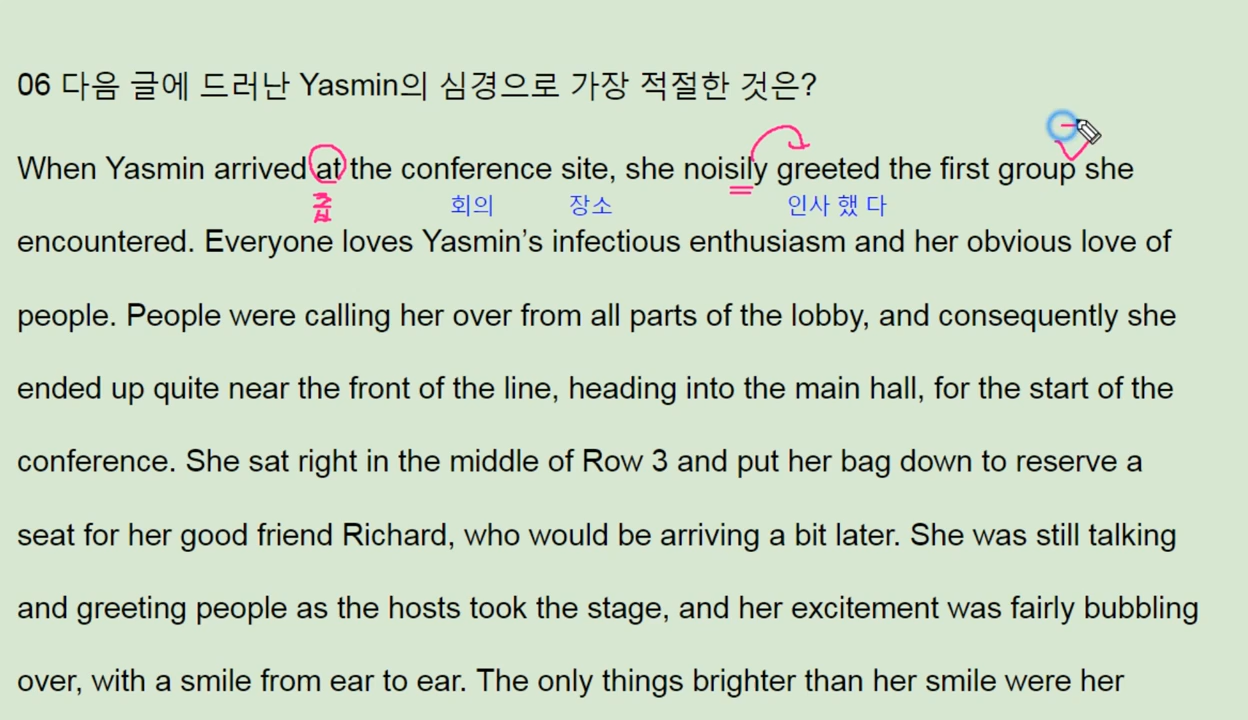 06 다음 글에 드러난 Yasmin의 심경으로 가장 적절한 것은?
When Yasmin arrived at the conference site, she noisily greeted the first group she
좁 회의 장소 인사 했 다
encountered. Everyone loves Yasmin’s infectious enthusiasm and her obvious love of
people. People were calling her over from all parts of the lobby, and consequently she
ended up quite near the front of the line, heading into the main hall, for the start of the
conference. She sat right in the middle of Row 3 and put her bag down to reserve a
seat for her good friend Richard, who would be arriving a bit later. She was still talking
and greeting people as the hosts took the stage, and her excitement was fairly bubbling
over, with a smile from ear to ear. The only things brighter than her smile were her